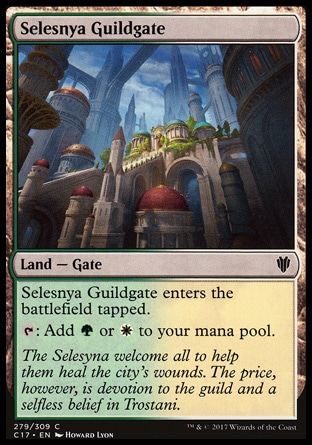 Selesnya Guildgate
Land — Gate
Selesnya Guildgate enters the
battlefield tapped.
: Add or to your mana pool.
The Selesyna welcome all to help
them heal the city's wounds. The price,
however, is devotion to the guild and a
selfless belief in Trostani.
279/309 C
C17 • EN Howard Lyon
™ & © 2017 Wizards of the Coast